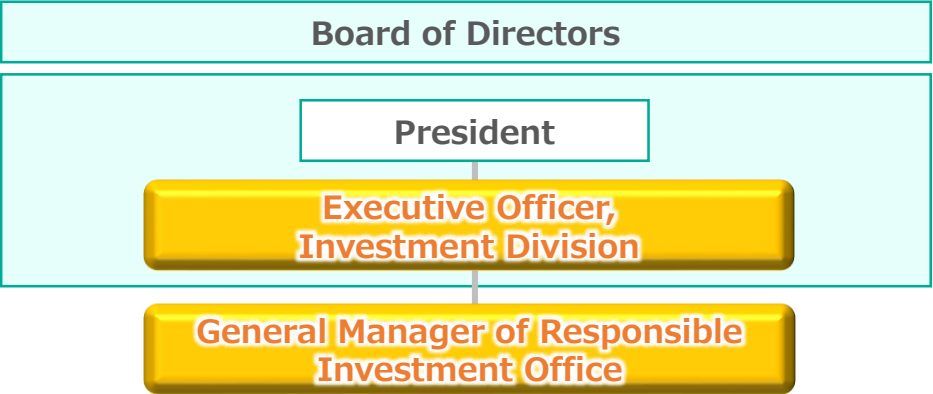 Board of Directors
President
Executive Officer,
Investment Division
General Manager of Responsible
Investment Office